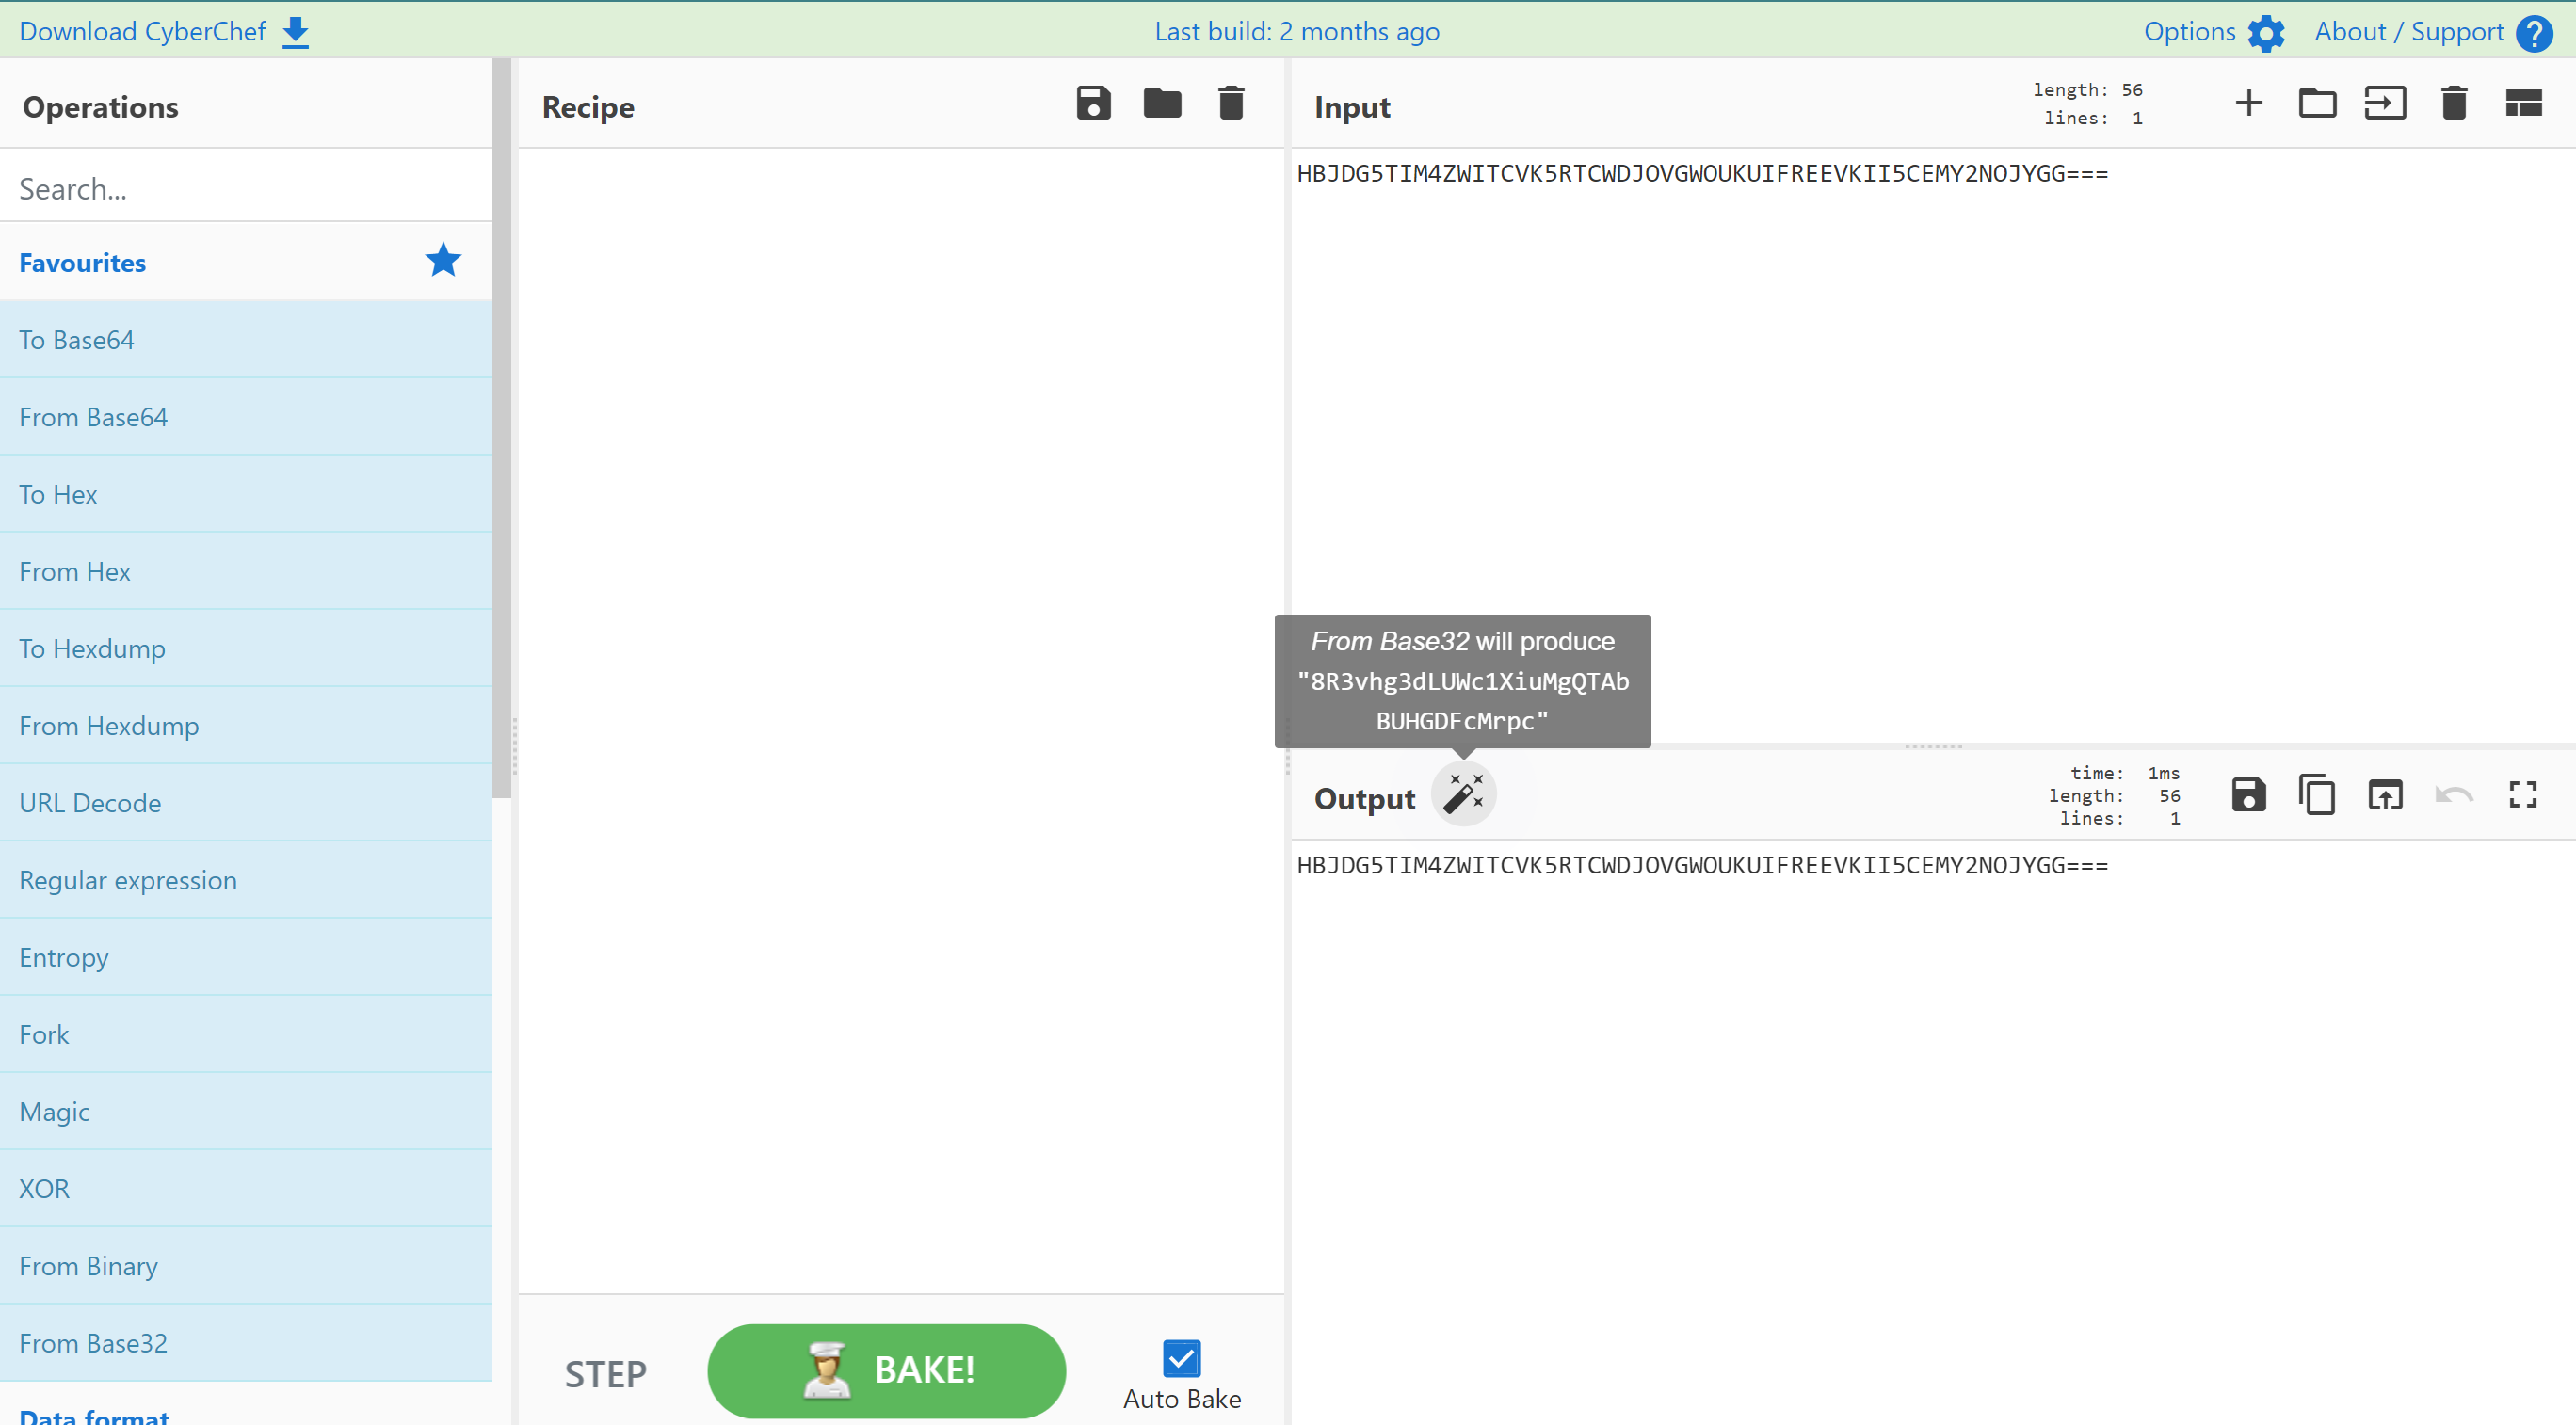 Download CyberChef
Last build: 2 months ago
Options
About / Support
Operations
Search...
Favourites
To Base64
From Base64
To Hex
From Hex
To Hexdump
From Hexdump
URL Decode
Regular expression
Entropy
Fork
Magic
XOR
From Binary
From Base32
Data format
Recipe
STEP
BAKE!
Auto Bake
Input
length: 56
lines: 1
HBJDG5TIM4ZWITCVK5RTCWDJOVGWOUKUIFREEVKII5CEMY2NOJYGG===
From Base32 will produce
"8R3vhg3dLUWc1XiuMgQTAb
BUHGDFcMrpc"
Output
time: 1ms
length: 56
lines: 1
HBJDG5TIM4ZWITCVK5RTCWDJOVGWOUKUIFREEVKII5CEMY2NOJYGG===